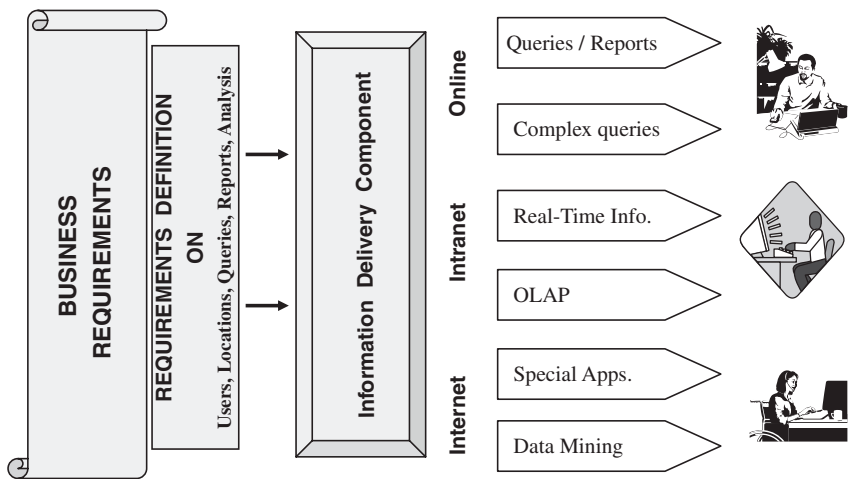 BUSINESS
REQUIREMENTS
REQUIREMENTS DEFINITION
ON
Users, Locations, Queries, Reports, Analysis
Information Delivery Component
Online
Queries / Reports
Complex queries
Intranet
Real-Time Info.
OLAP
Internet
Special Apps.
Data Mining